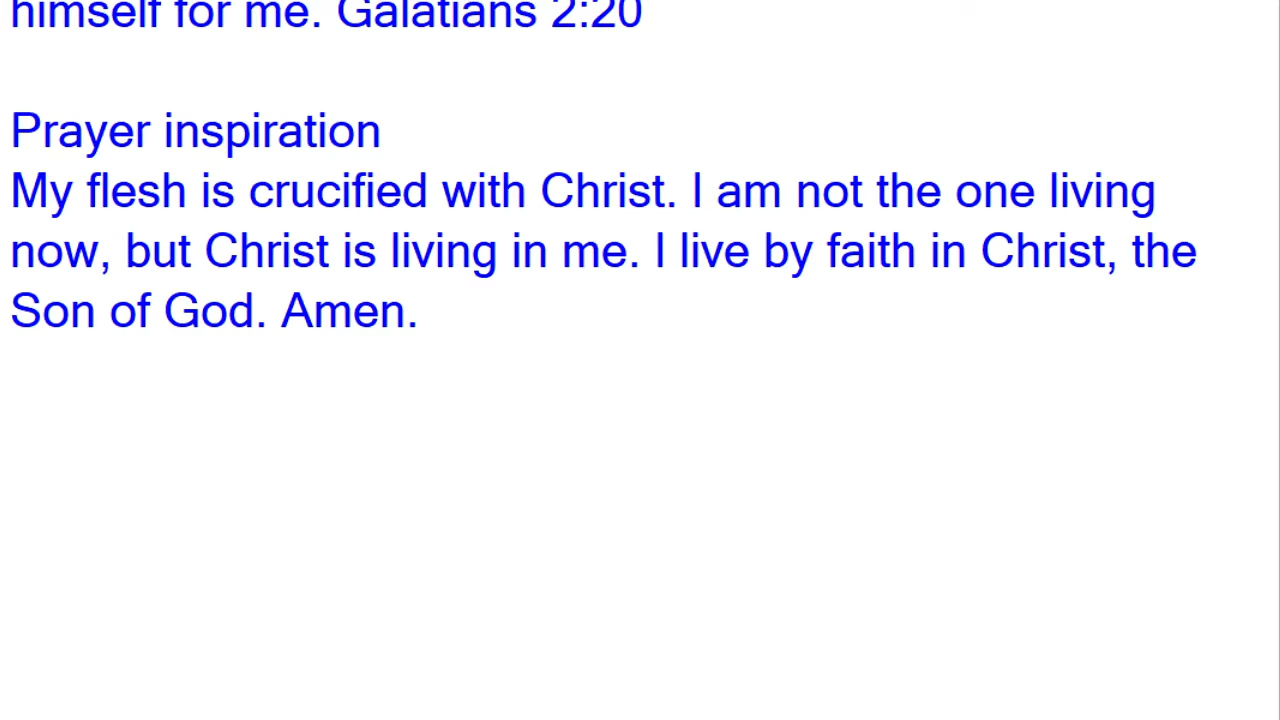 himself for me. Galatians 2:20
Prayer inspiration
My flesh is crucified with Christ. I am not the one living
now, but Christ is living in me. I live by faith in Christ, the
Son of God. Amen.